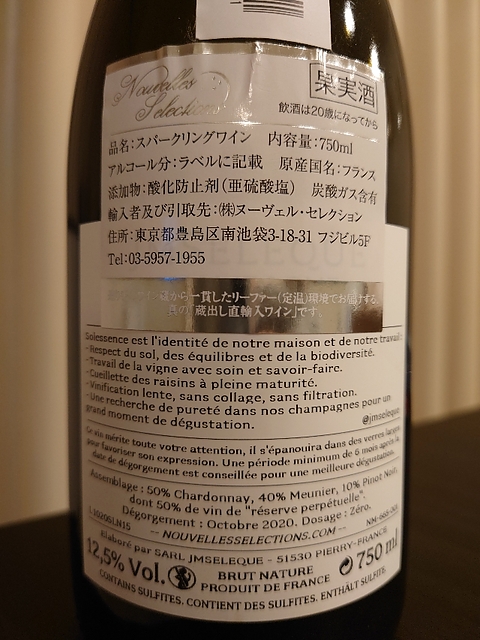 Nouvelles
Selections
果実酒
飲酒は20歳になってから
品名:スパークリングワイン 内容量:750ml
アルコール分:ラベルに記載 原産国名:フランス
添加物:酸化防止剤(亜硫酸塩) 炭酸ガス含有
輸入者及び引取先:㈱ヌーヴェル・セレクション
住所:東京都豊島区南池袋3-18-31 フジビル5F
Tel:03-5957-1955
から一貫したリーファー(定温)環境でお届けする
真の「蔵出し直輸入ワイン」です。
Solessence est l'identité de notre maison et de notre travail:
- Respect du sol, des équilibres et de la biodiversité.
- Travail de la vigne avec soin et savoir-faire.
- Cueillette des raisins à pleine maturité.
- Vinification lente, sans collage, sans filtration.
- Une recherche de pureté dans nos champagnes pour un
grand moment de dégustation.
@jmseleque
Ce vin mérite toute votre attention, il s'épanouira dans des verres larges
pour favoriser son expression. Une période minimum de 6 mois après la
date de dégorgement est conseillée pour une meilleure dégustation.
Assemblage : 50% Chardonnay, 40% Meunier, 10% Pinot Noir,
dont 50% de vin de "réserve perpétuelle".
Dégorgement : Octobre 2020. Dosage : Zéro.
L102051LN15
-- NOUVELLESSELECTIONS.COM --
Elaboré par SARL JMSELEQUE - 51530 PIERRY-FRANCE
12,5% Vol.
BRUT NATURE
PRODUIT DE FRANCE
750 ml
CONTAINS SULFITES. CONTIENT DES SULFITES. ENTHÄLT SULFITE.